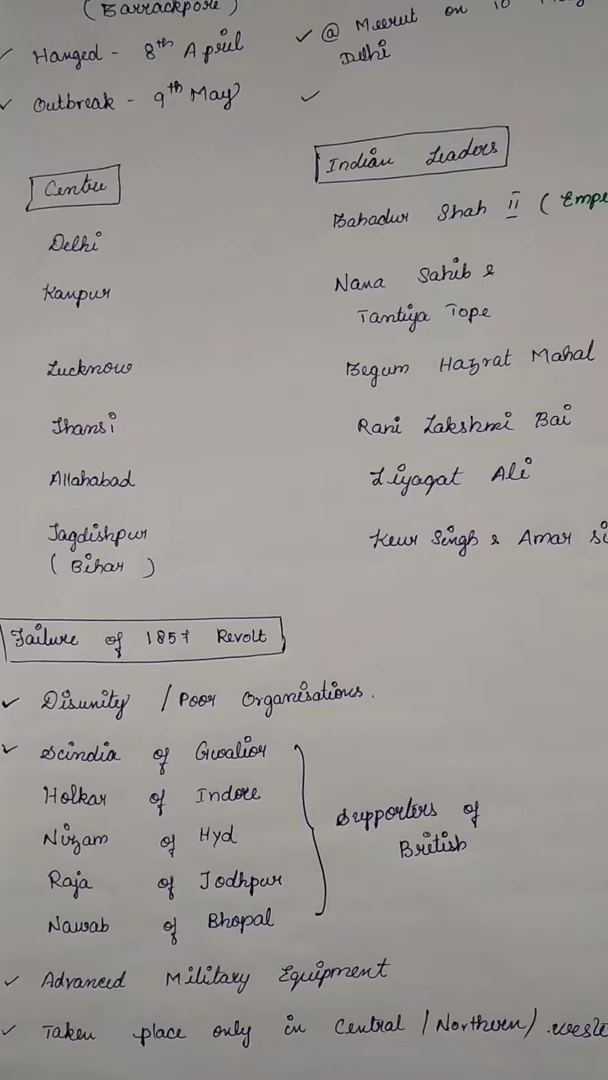 (Barrackpore)
✓ Hanged - 8th April
✓ @ Meerut on 10
Delhi
✓ Outbreak - 9th May
✓
Centre
Indian Leaders
Delhi
Bahadur Shah II (Empe
Kanpur
Nana Sahib &
Tantiya Tope
Lucknow
Begum Hazrat Mahal
Jhansi
Rani Lakshmi Bai
Allahabad
Liyaqat Ali
Jagdishpur
(Bihar)
Kuwr Singh & Amar Si
Failure of 1857 Revolt
✓ Disunity / Poor Organisations.
✓ Scindia of Gwalior
Holkar of Indore
Nizam of Hyd
Raja of Jodhpur
Nawab of Bhopal
Supporters of
British
✓ Advanced Military Equipment
✓ Taken place only in Central / Northern / weste